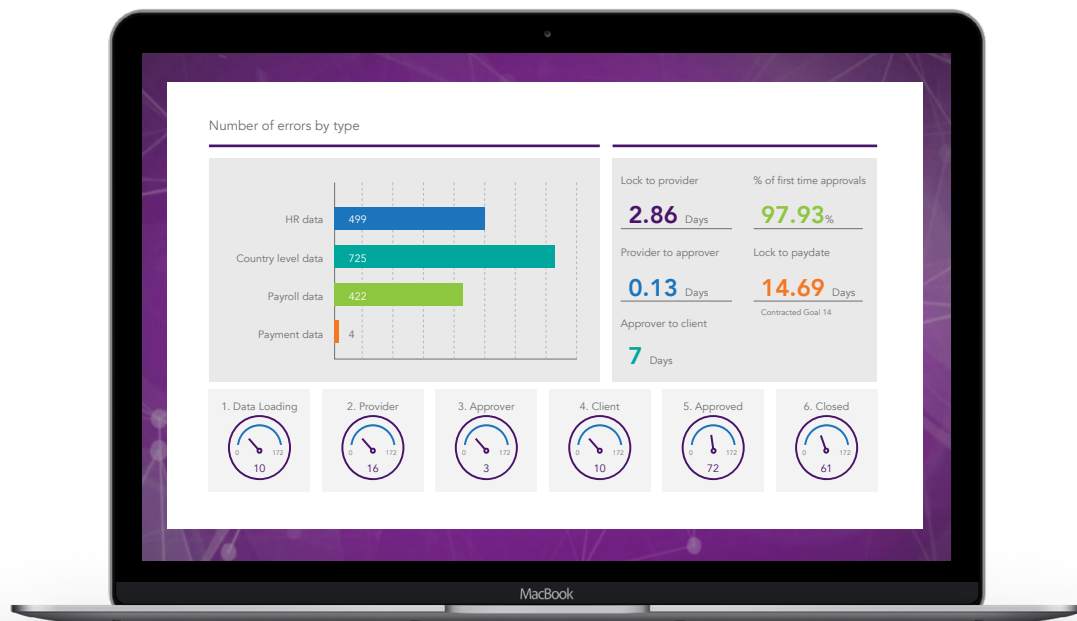 Number of errors by type
HR data 499
Country level data 725
Payroll data 422
Payment data 4
Lock to provider
2.86 Days
% of first time approvals
97.93%
Provider to approver
0.13 Days
Lock to paydate
14.69 Days
Contracted Goal 14
Approver to client
7 Days
1. Data Loading
0 172
10
2. Provider
0 172
16
3. Approver
0 172
3
4. Client
0 172
10
5. Approved
0 172
72
6. Closed
0 172
61
MacBook